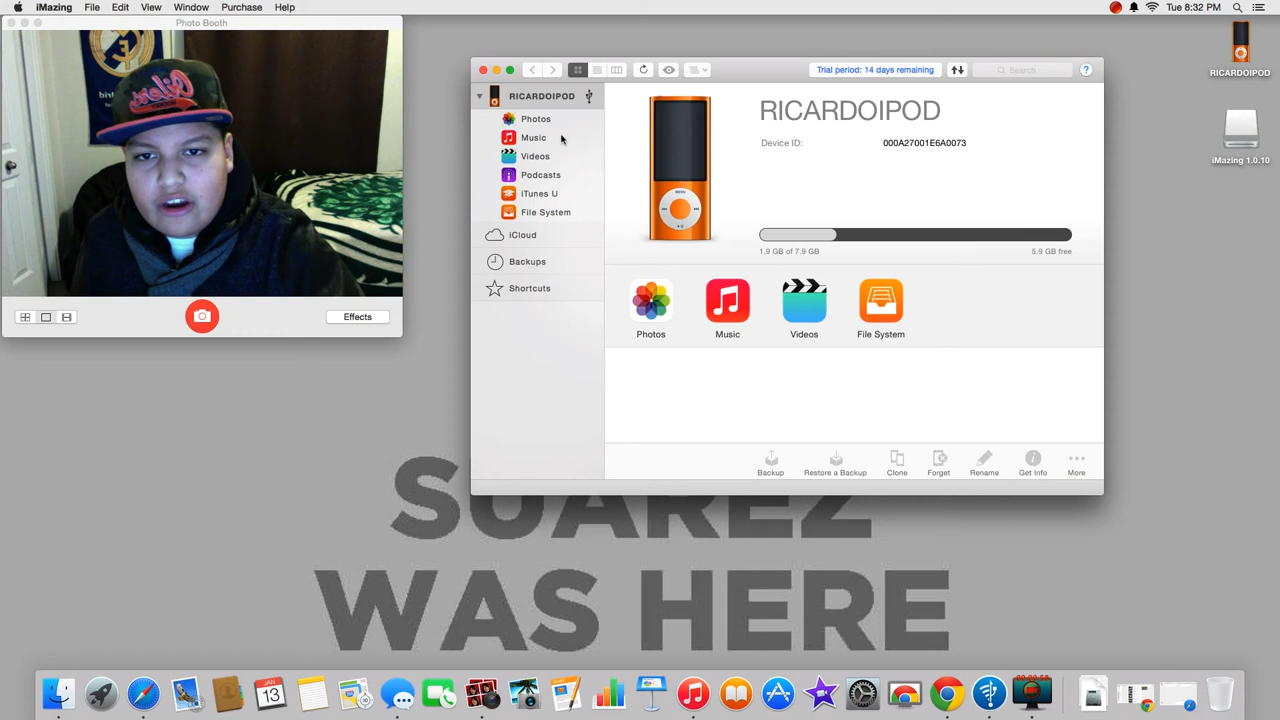 iMazing File Edit View Window Purchase Help
Tue 8:32 PM
Photo Booth
Effects
Trial period: 14 days remaining
Search
?
RICARDOIPOD
Photos
Music
Videos
Podcasts
iTunes U
File System
iCloud
Backups
Shortcuts
RICARDOIPOD
Device ID: 000A27001E6A0073
1.9 GB of 7.9 GB 5.9 GB free
MENU
Photos Music Videos File System
Backup Restore a Backup Clone Forget Rename Get Info More
RICARDOIPOD
iMazing 1.0.10
SUAREZ
WAS HERE
JAN
13